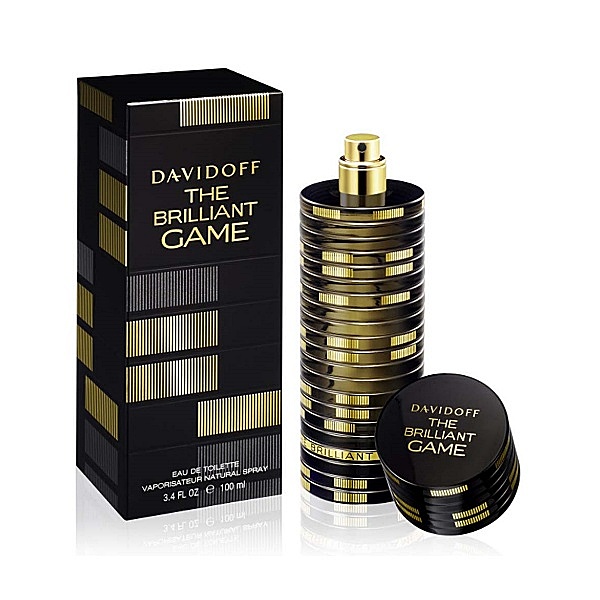 DAVIDOFF
THE
BRILLIANT
GAME
EAU DE TOILETTE
VAPORISATEUR NATURAL SPRAY
3.4 FL OZ ℮ 100 ml
BRILLIANT
DAVIDOFF
THE
BRILLIANT
GAME